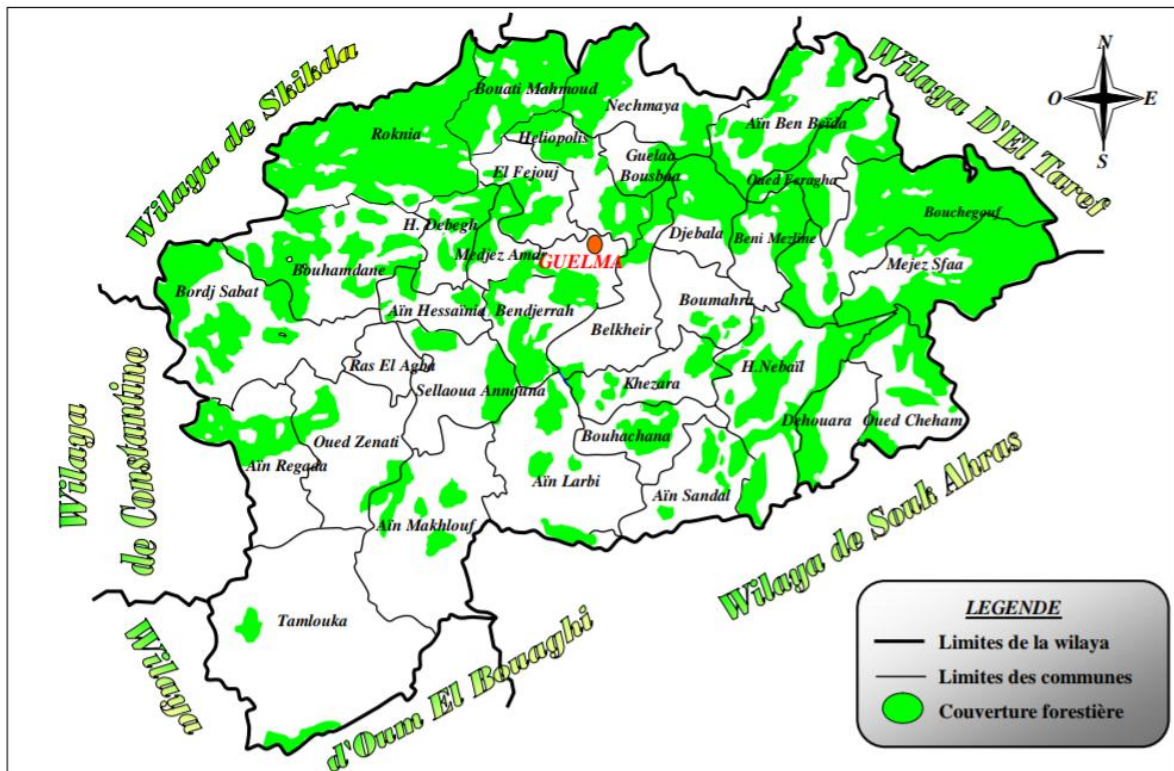 Wilaya de Skikda
Wilaya D'El Taref
N
O
E
S
Bouati Mahmoud
Nechmaya
Roknia
Heliopolis
Aïn Ben Beïda
Guelaa
Bousbaa
El Fejouj
Oued Feragha
Bouchegouf
H. Debegh
Djebala
Beni Mezline
Medjez Amar
GUELMA
Mejez Sfaa
Bouhamdane
Bordj Sabat
Boumahra
Aïn Hessaïnia
Bendjerrah
Belkheir
Ras El Agba
Sellaoua Announa
Khezara
H.Nebaïl
Dehouara
Oued Cheham
Oued Zenati
Bouhachana
Aïn Regada
Aïn Larbi
Aïn Sandal
Aïn Makhlouf
Tamlouka
Wilaya
de Constantine
Wilaya de Souk Ahras
Wilaya
d'Oum El Bouaghi
LEGENDE
Limites de la wilaya
Limites des communes
Couverture forestière